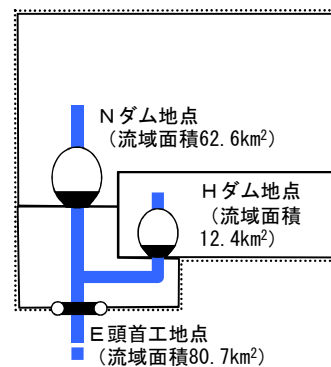 Nダム地点
(流域面積62.6km²)
Hダム地点
(流域面積
12.4km²)
E頭首工地点
(流域面積80.7km²)